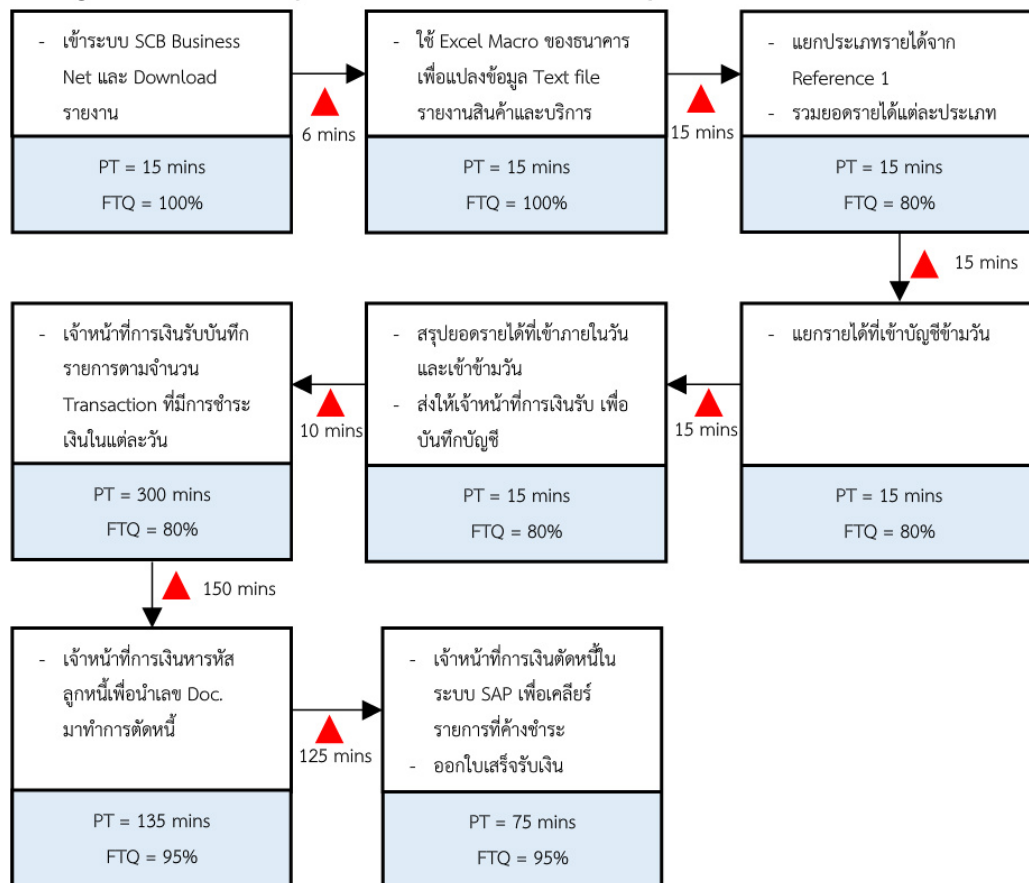 - เข้าระบบ SCB Business
Net และ Download
รายงาน
PT = 15 mins
FTQ = 100%
6 mins
- ใช้ Excel Macro ของธนาคาร
เพื่อแปลงข้อมูล Text file
รายงานสินค้าและบริการ
PT = 15 mins
FTQ = 100%
15 mins
- แยกประเภทรายได้จาก
Reference 1
- รวมยอดรายได้แต่ละประเภท
PT = 15 mins
FTQ = 80%
15 mins
- แยกรายได้ที่เข้าบัญชีข้ามวัน
PT = 15 mins
FTQ = 80%
15 mins
- สรุปยอดรายได้ที่เข้าภายในวัน
และเข้าข้ามวัน
- ส่งให้เจ้าหน้าที่การเงินรับ เพื่อ
บันทึกบัญชี
PT = 15 mins
FTQ = 80%
10 mins
- เจ้าหน้าที่การเงินรับบันทึก
รายการตามจำนวน
Transaction ที่มีการชำระ
เงินในแต่ละวัน
PT = 300 mins
FTQ = 80%
150 mins
- เจ้าหน้าที่การเงินหารหัส
ลูกหนี้เพื่อนำเลข Doc.
มาทำการตัดหนี้
PT = 135 mins
FTQ = 95%
125 mins
- เจ้าหน้าที่การเงินตัดหนี้ใน
ระบบ SAP เพื่อเคลียร์
รายการที่ค้างชำระ
- ออกใบเสร็จรับเงิน
PT = 75 mins
FTQ = 95%